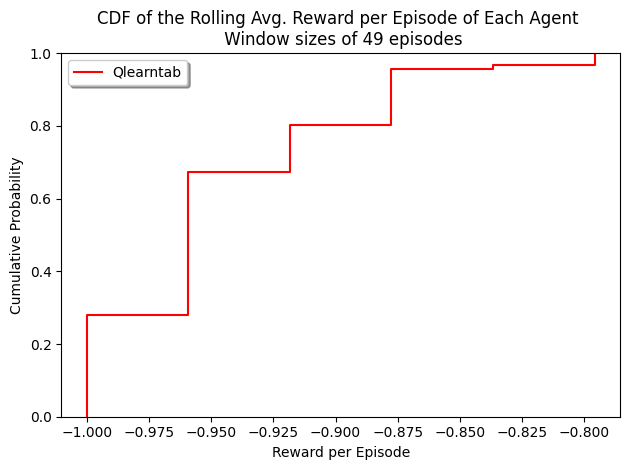 CDF of the Rolling Avg. Reward per Episode of Each Agent
Window sizes of 49 episodes
Qlearntab
Cumulative Probability
1.0
0.8
0.6
0.4
0.2
0.0
−1.000 −0.975 −0.950 −0.925 −0.900 −0.875 −0.850 −0.825 −0.800
Reward per Episode